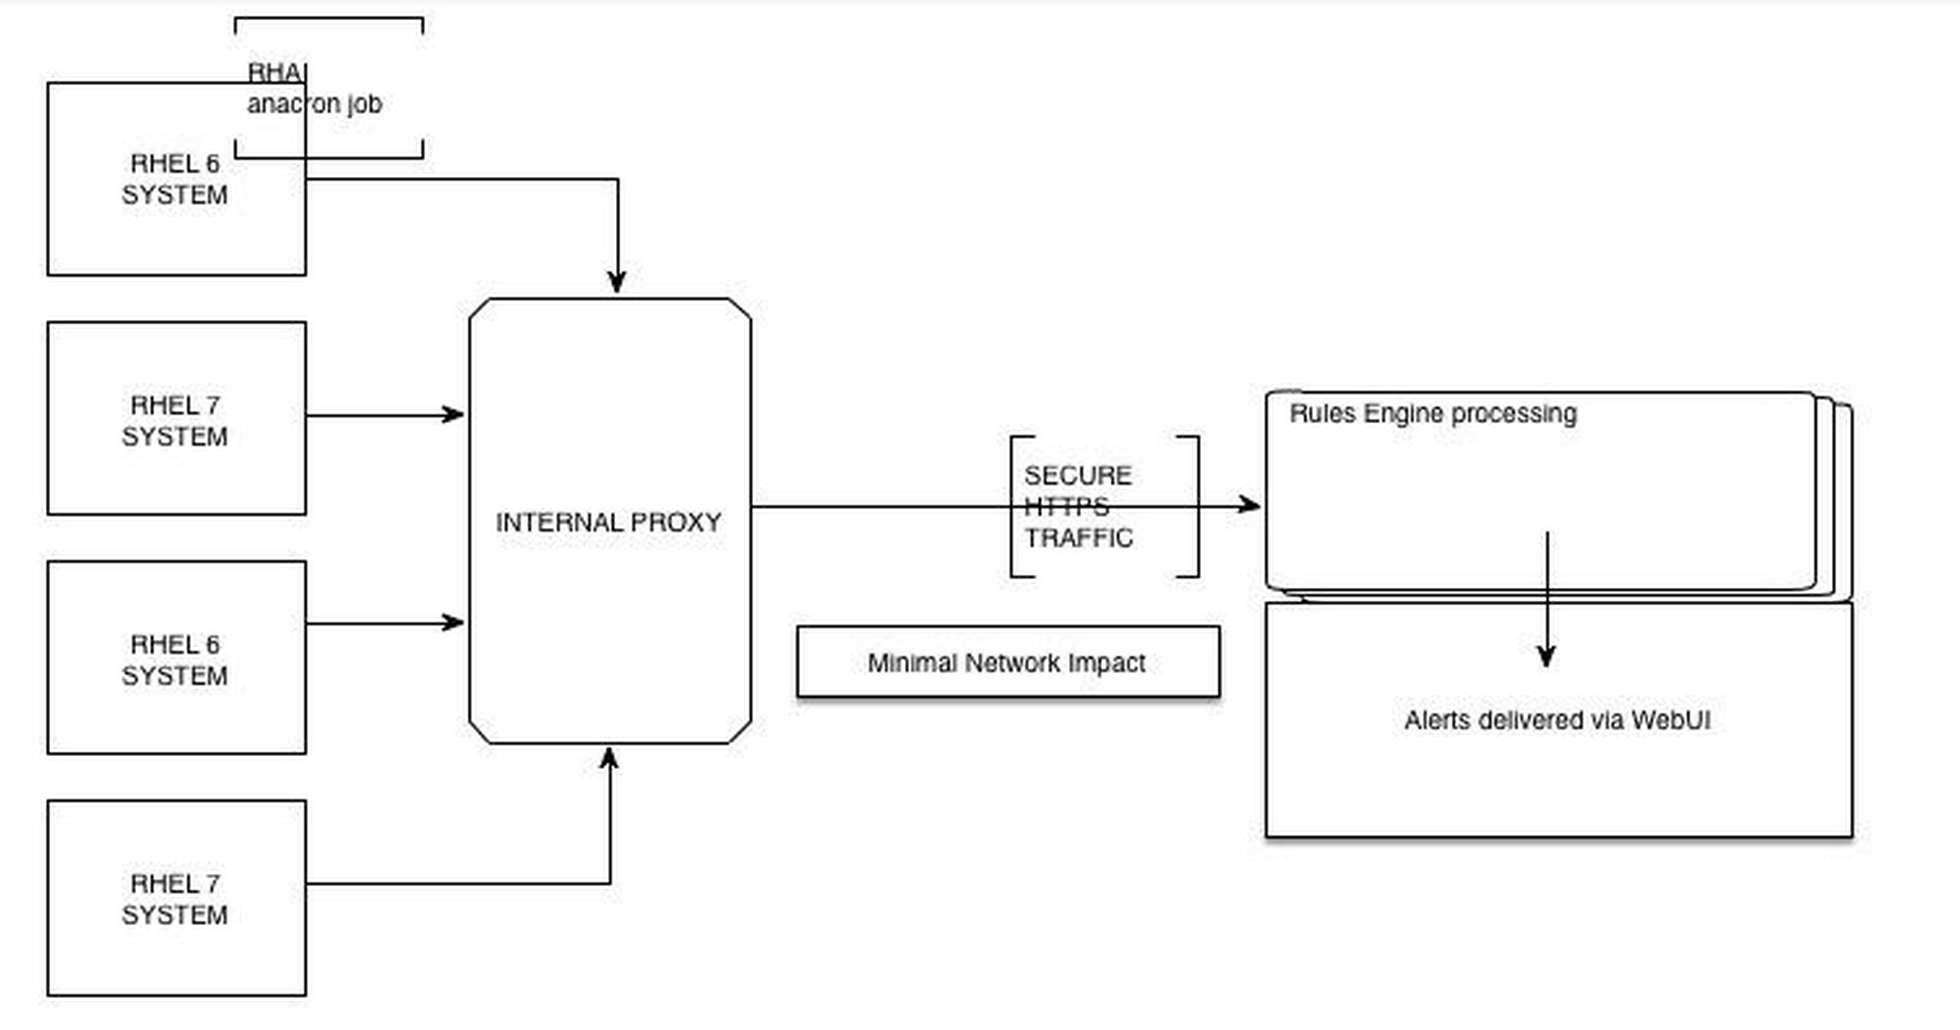 RHAI
anacron job
RHEL 6
SYSTEM
RHEL 7
SYSTEM
INTERNAL PROXY
RHEL 6
SYSTEM
RHEL 7
SYSTEM
SECURE
HTTPS
TRAFFIC
Minimal Network Impact
Rules Engine processing
Alerts delivered via WebUI